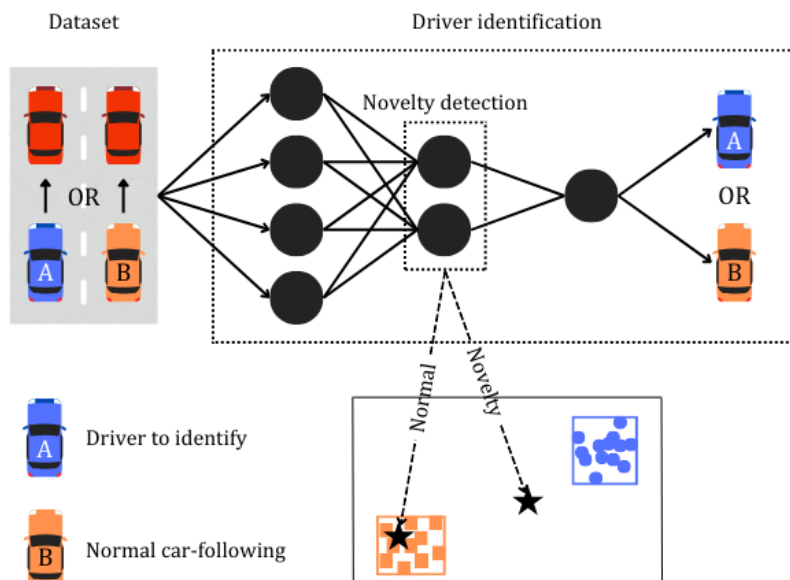 Dataset
Driver identification
Novelty detection
A
OR
OR
A B
B
Normal
Novelty
A
Driver to identify
B
Normal car-following